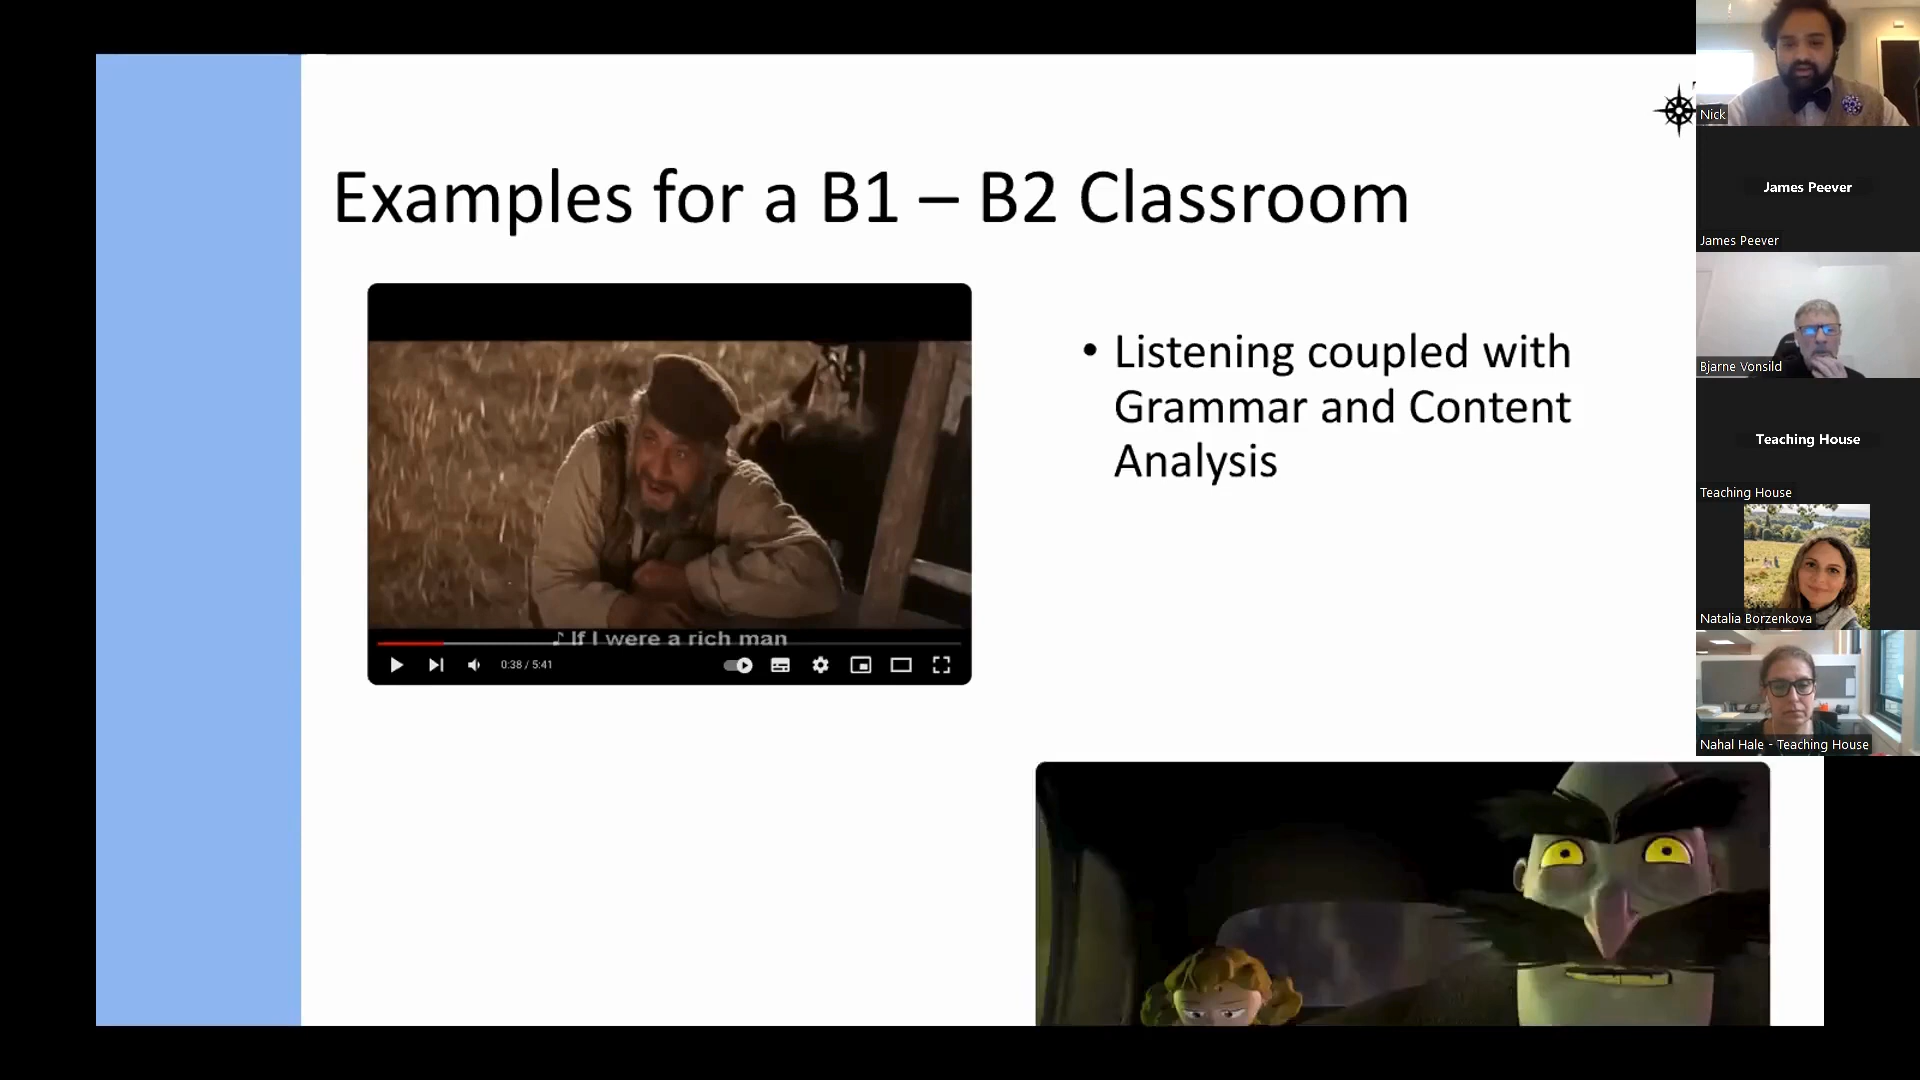 Examples for a B1 – B2 Classroom
• Listening coupled with
Grammar and Content
Analysis
♪ If I were a rich man
0:38 / 5:41
Nick
James Peever
James Peever
Bjarne Vonsild
Teaching House
Teaching House
Natalia Borzenkova
Nahal Hale - Teaching House